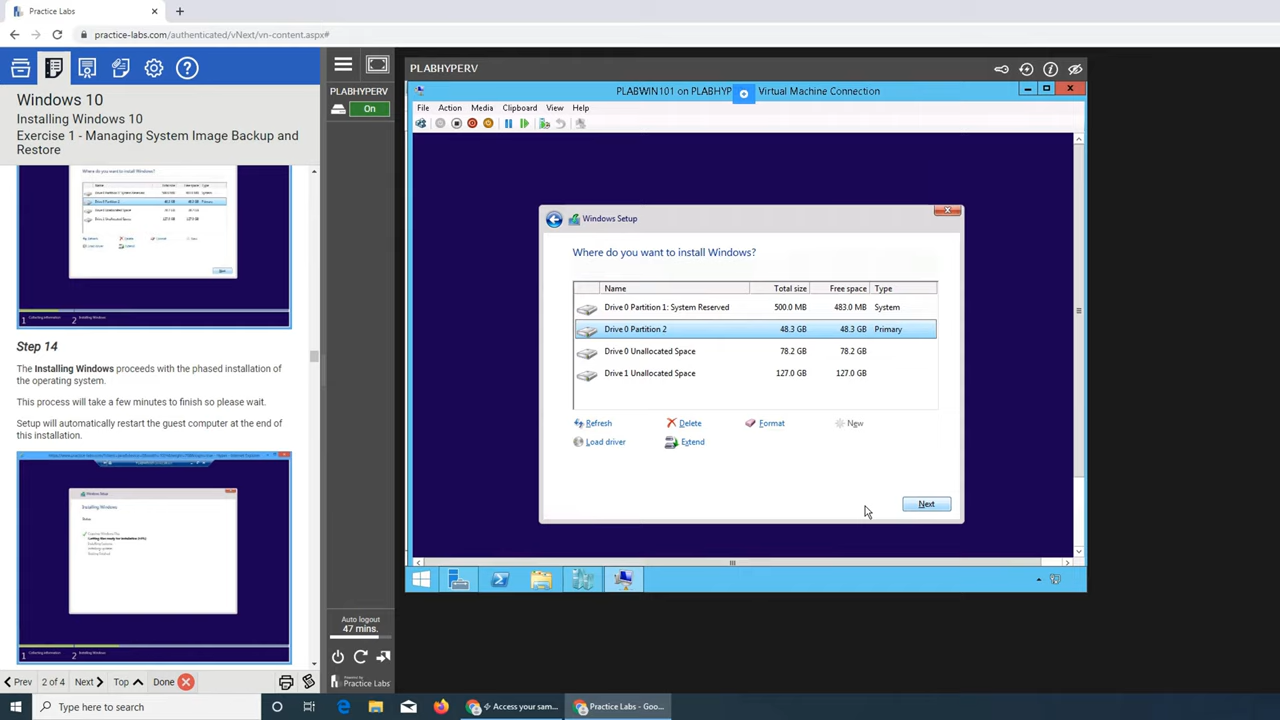 Practice Labs
practice-labs.com/authenticated/vNext/vn-content.aspx#
Windows 10
Installing Windows 10
Exercise 1 - Managing System Image Backup and
Restore
Where do you want to install Windows?
Step 14
The Installing Windows proceeds with the phased installation of
the operating system.
This process will take a few minutes to finish so please wait.
Setup will automatically restart the guest computer at the end of
this installation.
Prev
2 of 4
Next
Top
Done
PLABHYPERV
On
Auto logout
47 mins.
Practice Labs
PLABHYPERV
PLABWIN101 on PLABHYP
Virtual Machine Connection
File Action Media Clipboard View Help
Windows Setup
Where do you want to install Windows?
Name Total size Free space Type
Drive 0 Partition 1: System Reserved 500.0 MB 483.0 MB System
Drive 0 Partition 2 48.3 GB 48.3 GB Primary
Drive 0 Unallocated Space 78.2 GB 78.2 GB
Drive 1 Unallocated Space 127.0 GB 127.0 GB
Refresh Delete Format New
Load driver Extend
Next
Type here to search
Access your sam...
Practice Labs - Goo...